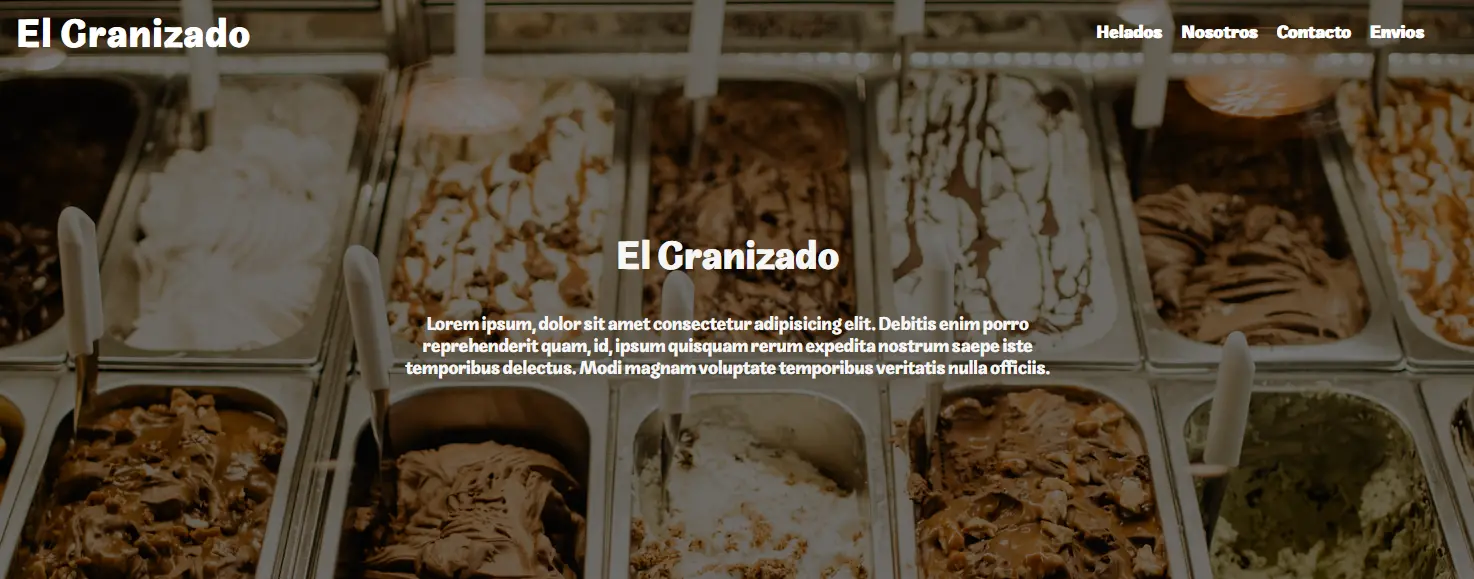 El Granizado
Helados Nosotros Contacto Envios
El Granizado
Lorem ipsum, dolor sit amet consectetur adipisicing elit. Debitis enim porro
reprehenderit quam, id, ipsum quisquam rerum expedita nostrum saepe iste
temporibus delectus. Modi magnam voluptate temporibus veritatis nulla officiis.